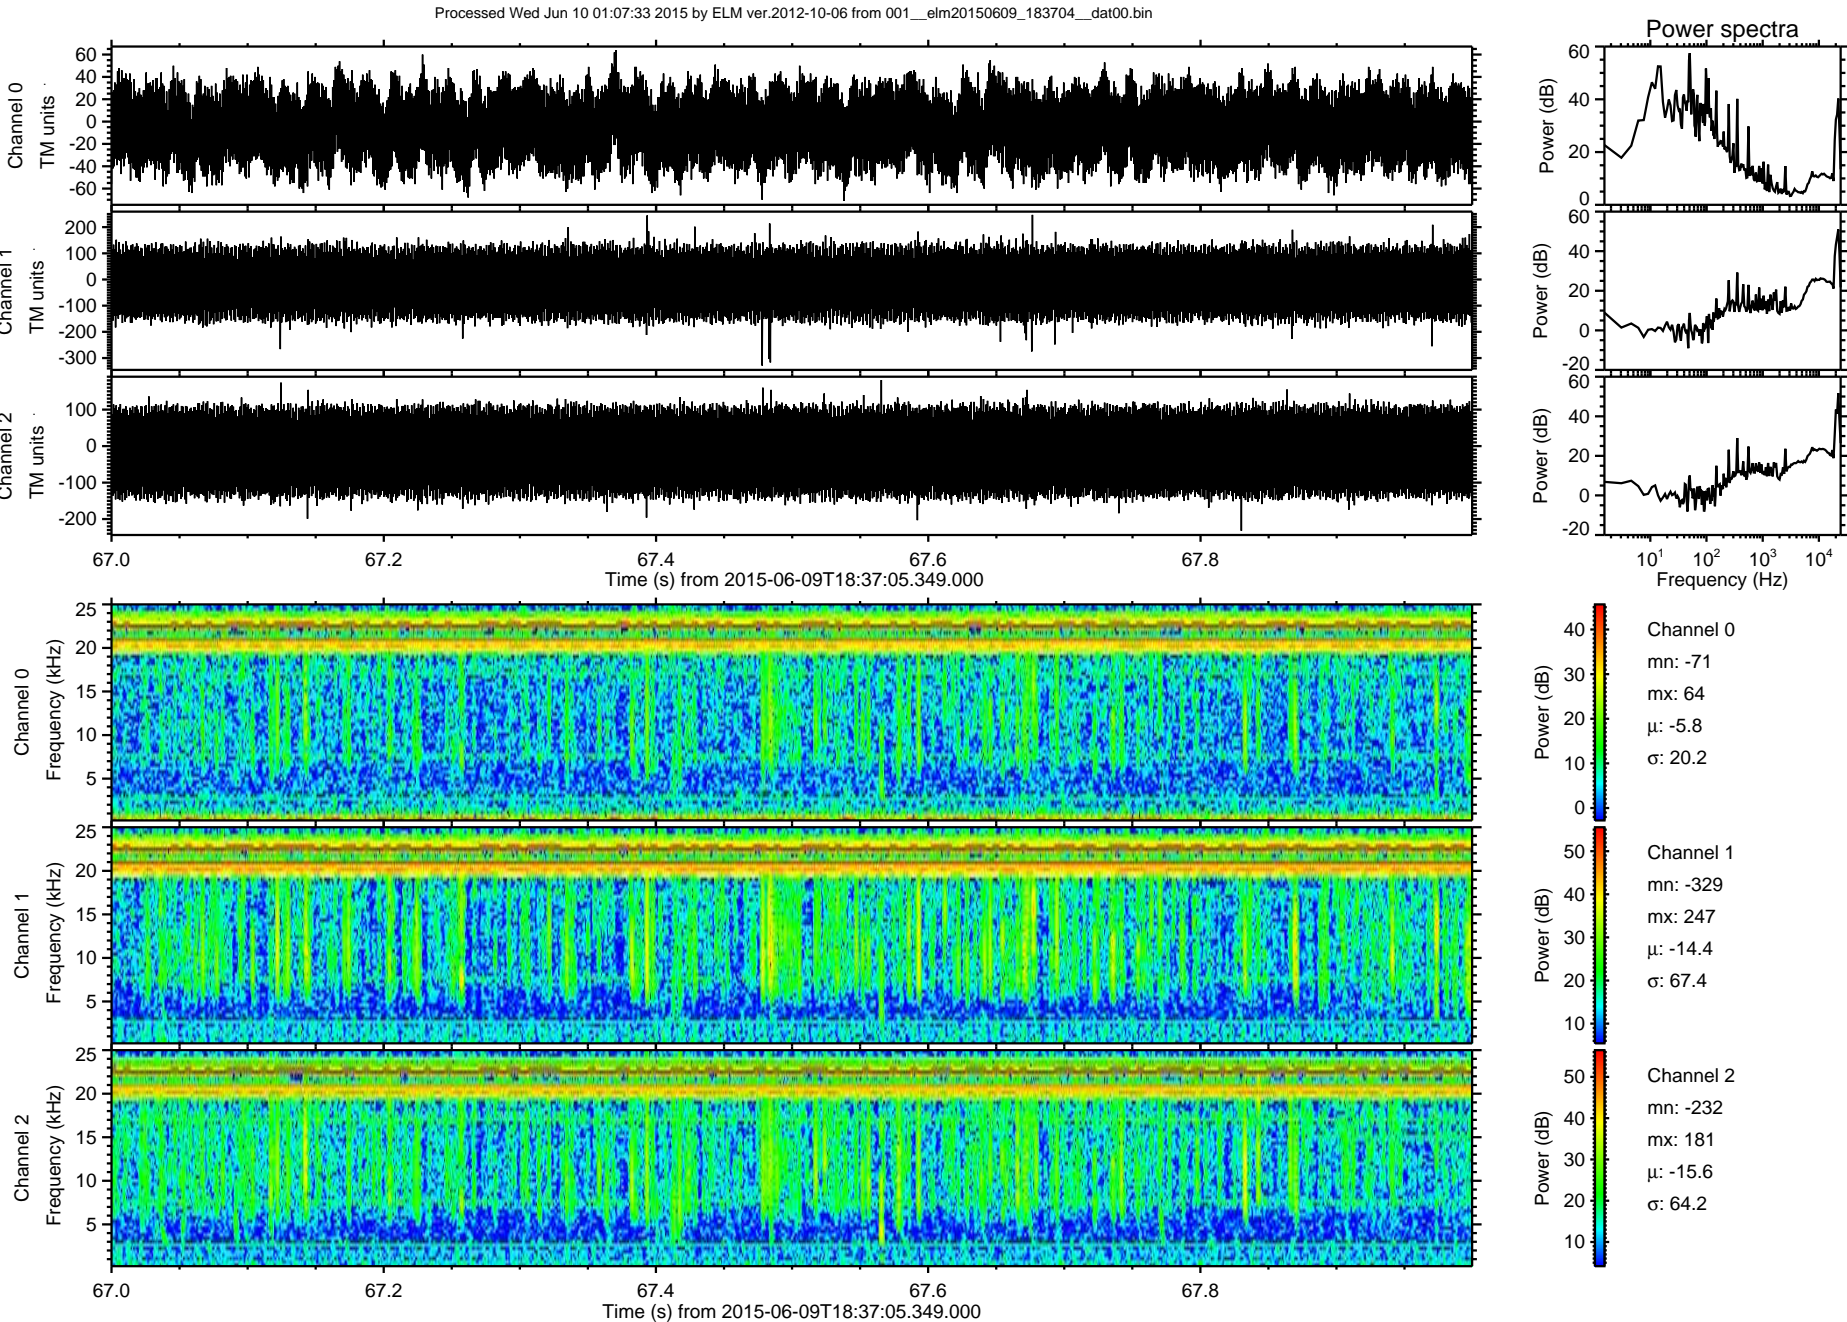 Processed Wed Jun 10 01:07:33 2015 by ELM ver.2012-10-06 from 001__elm20150609_183704__dat00.bin
Power spectra
Channel 0
TM units
60
40
20
0
-20
-40
-60
Power (dB)
60
40
20
0
Channel 1
TM units
200
100
0
-100
-200
-300
Power (dB)
60
40
20
0
-20
Channel 2
TM units
100
0
-100
-200
Power (dB)
60
40
20
0
-20
67.0 67.2 67.4 67.6 67.8
Time (s) from 2015-06-09T18:37:05.349.000
10^1 10^2 10^3 10^4
Frequency (Hz)
Channel 0
Frequency (kHz)
25
20
15
10
5
Power (dB)
40
30
20
10
0
Channel 0
mn: -71
mx: 64
µ: -5.8
σ: 20.2
Channel 1
Frequency (kHz)
25
20
15
10
5
Power (dB)
50
40
30
20
10
Channel 1
mn: -329
mx: 247
µ: -14.4
σ: 67.4
Channel 2
Frequency (kHz)
25
20
15
10
5
Power (dB)
50
40
30
20
10
Channel 2
mn: -232
mx: 181
µ: -15.6
σ: 64.2
67.0 67.2 67.4 67.6 67.8
Time (s) from 2015-06-09T18:37:05.349.000